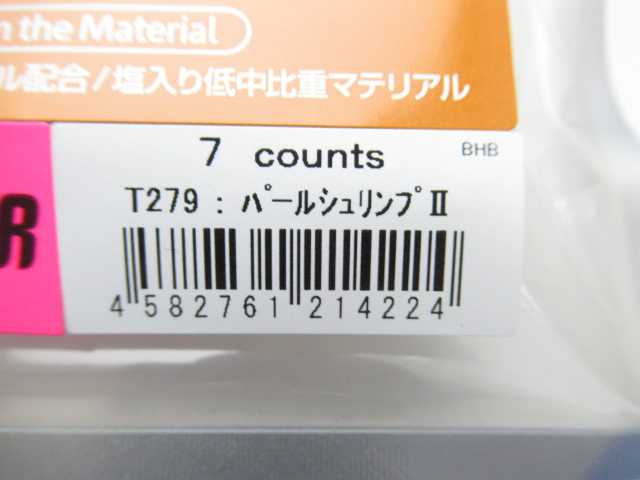 the Material
ル配合/塩入り低中比重マテリアル
R
7 counts
BHB
T279 : パールシュリンプⅡ
4 582761 214224